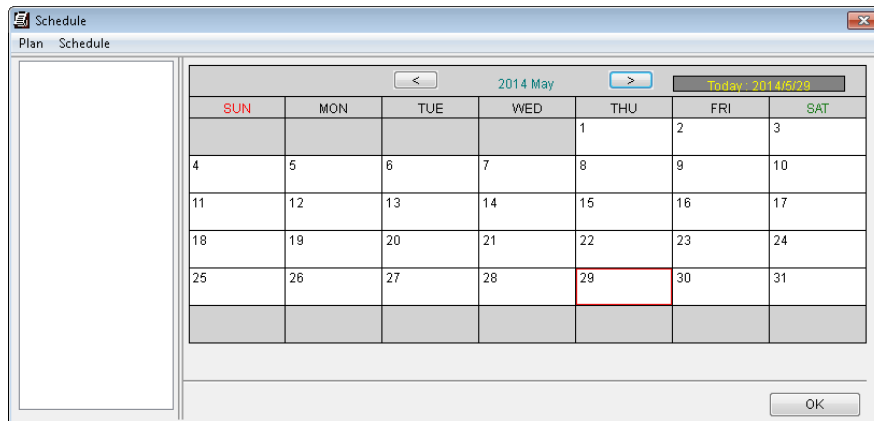 Schedule
Plan Schedule
< 2014 May > Today : 2014/5/29
SUN MON TUE WED THU FRI SAT
1 2 3
4 5 6 7 8 9 10
11 12 13 14 15 16 17
18 19 20 21 22 23 24
25 26 27 28 29 30 31
OK